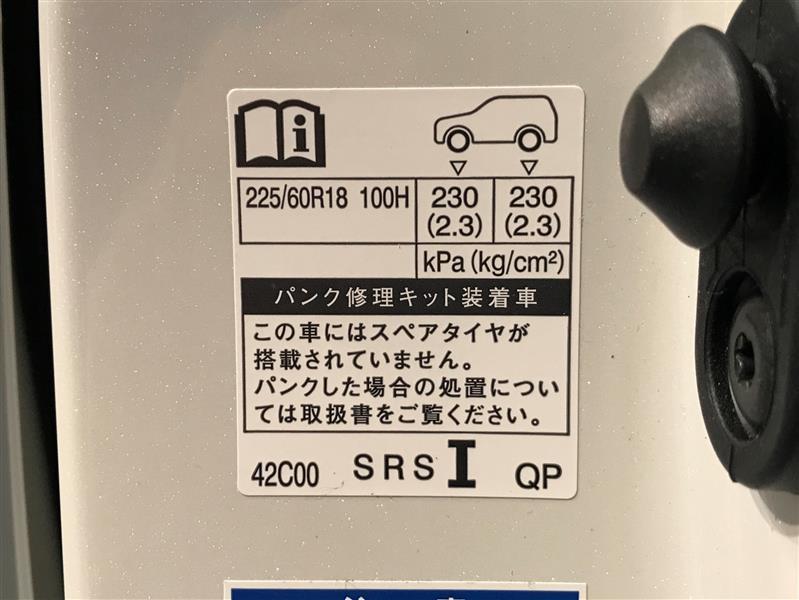 225/60R18 100H 230 230
(2.3) (2.3)
kPa (kg/cm²)
パンク修理キット装着車
この車にはスペアタイヤが
搭載されていません。
パンクした場合の処置につい
ては取扱書をご覧ください。
42C00 SRS I QP